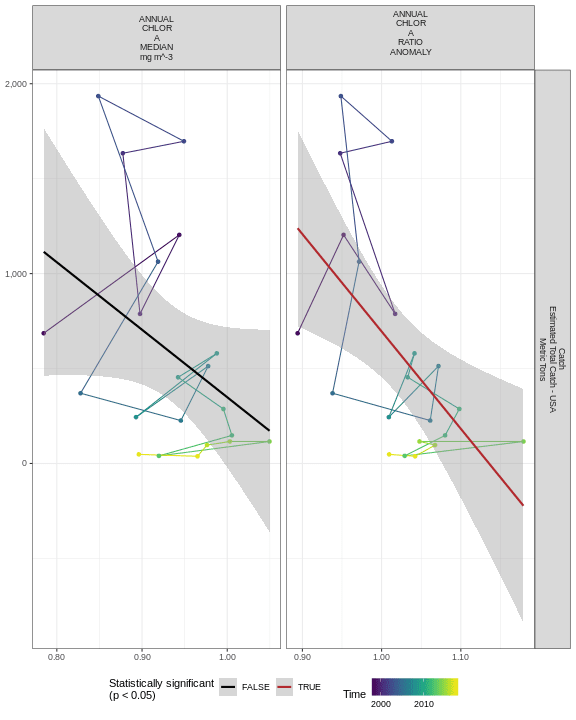 ANNUAL
CHLOR
A
MEDIAN
mg m^-3
ANNUAL
CHLOR
A
RATIO
ANOMALY
2,000
1,000
0
Catch
Estimated Total Catch - USA
Metric Tons
0.80
0.90
1.00
0.90
1.00
1.10
Statistically significant
(p < 0.05)
FALSE
TRUE
Time
2000
2010